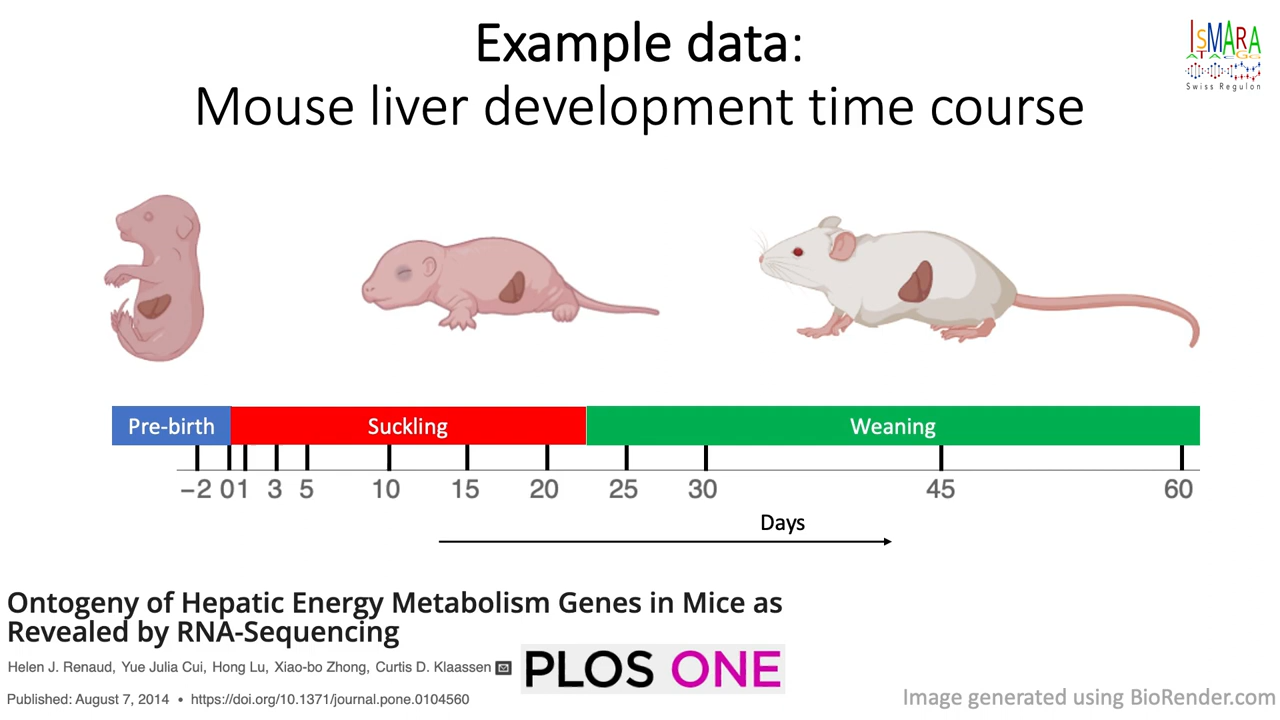 Example data:
Mouse liver development time course
ISMARA
Swiss Regulon
Pre-birth Suckling Weaning
−2 0 1 3 5 10 15 20 25 30 45 60
Days
Ontogeny of Hepatic Energy Metabolism Genes in Mice as
Revealed by RNA-Sequencing
Helen J. Renaud, Yue Julia Cui, Hong Lu, Xiao-bo Zhong, Curtis D. Klaassen
PLOS ONE
Published: August 7, 2014 • https://doi.org/10.1371/journal.pone.0104560
Image generated using BioRender.com